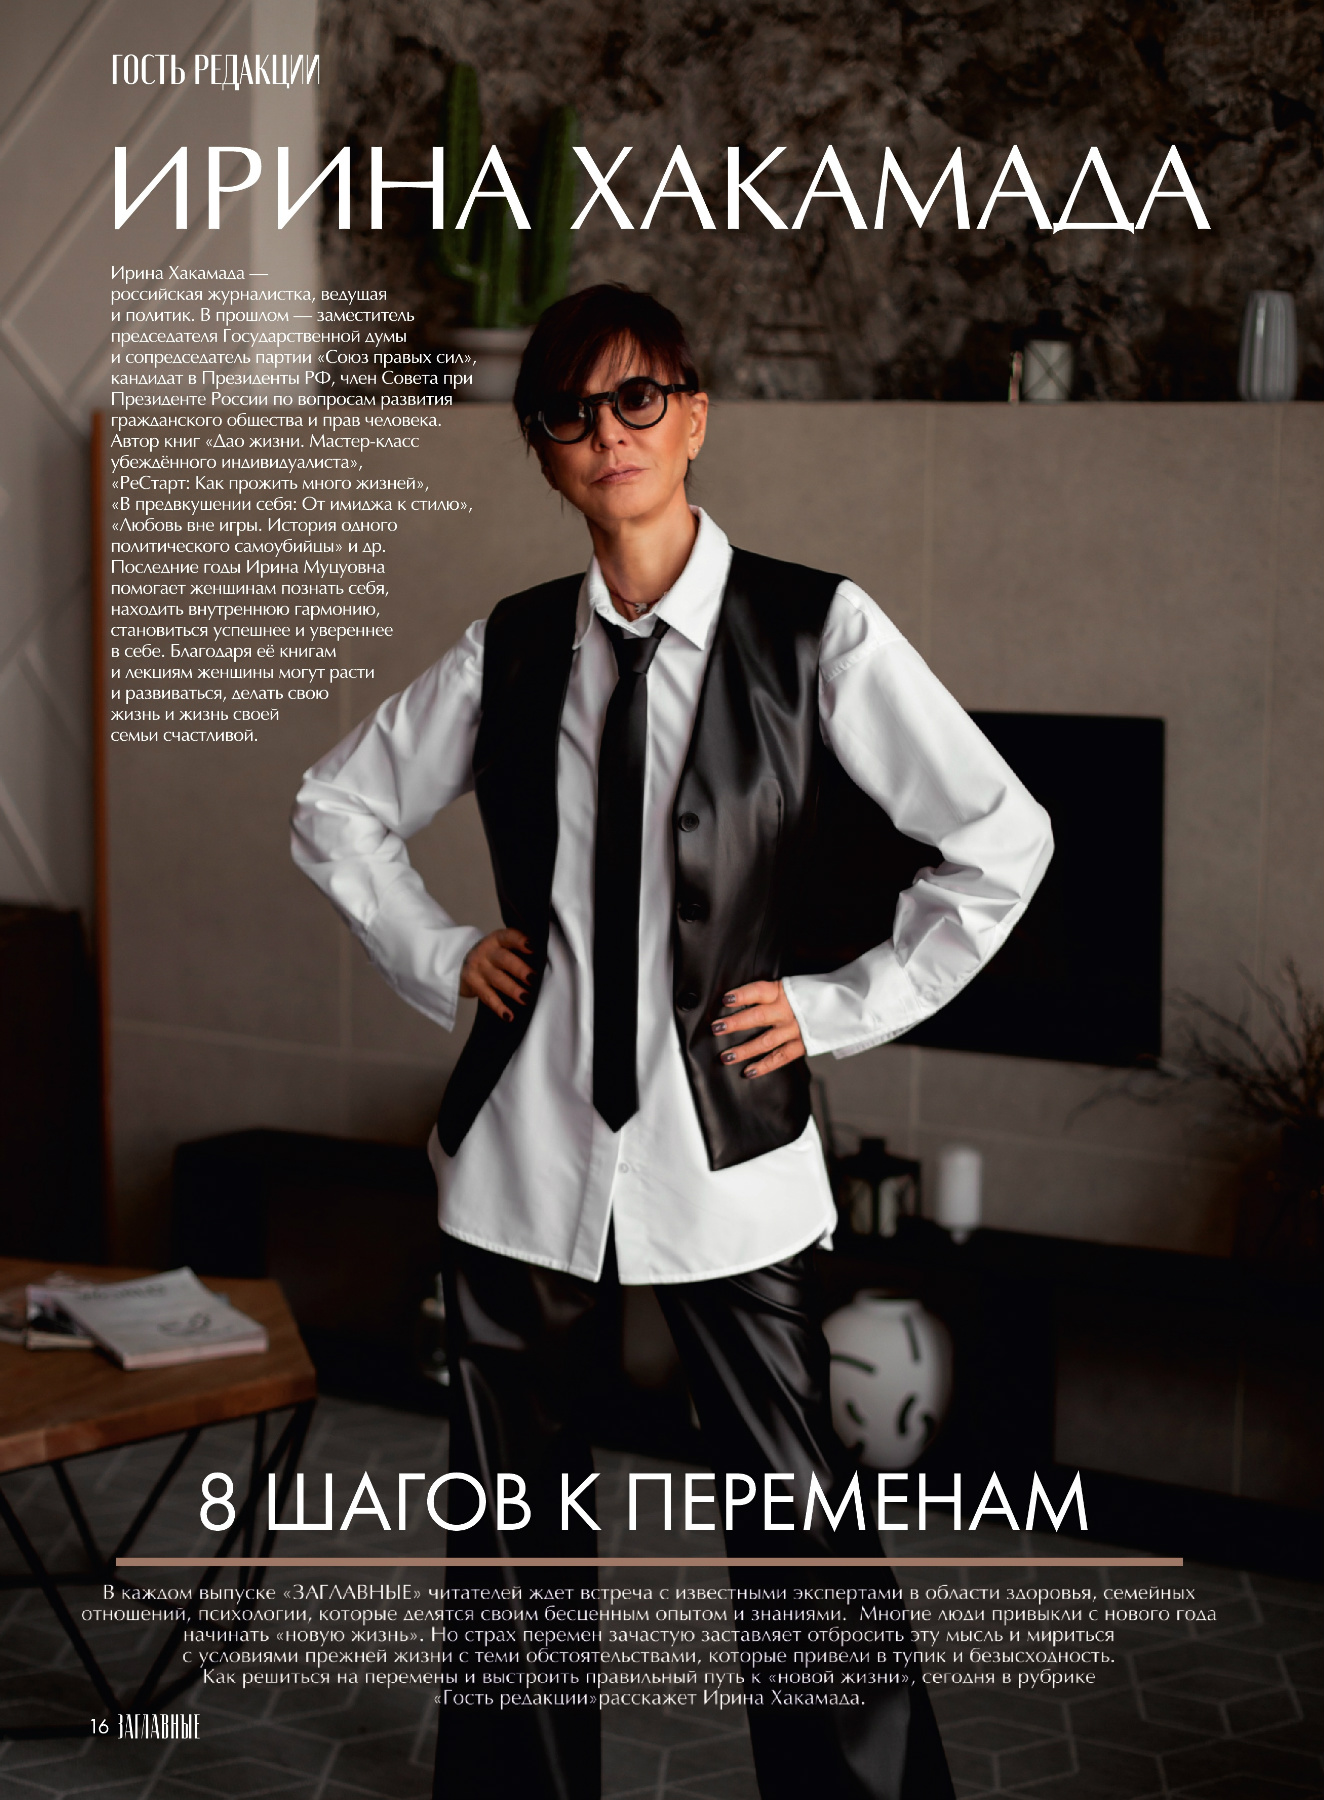 ГОСТЬ РЕДАКЦИИ
ИРИНА ХАКАМАДА
Ирина Хакамада —
российская журналистка, ведущая
и политик. В прошлом — заместитель
председателя Государственной думы
и сопредседатель партии «Союз правых сил»,
кандидат в Президенты РФ, член Совета при
Президенте России по вопросам развития
гражданского общества и прав человека.
Автор книг «Дао жизни. Мастер-класс
убеждённого индивидуалиста»,
«РеСтарт: Как прожить много жизней»,
«В предвкушении себя: От имиджа к стилю»,
«Любовь вне игры. История одного
политического самоубийцы» и др.
Последние годы Ирина Муцуовна
помогает женщинам познать себя,
находить внутреннюю гармонию,
становиться успешнее и увереннее
в себе. Благодаря её книгам
и лекциям женщины могут расти
и развиваться, делать свою
жизнь и жизнь своей
семьи счастливой.
8 ШАГОВ К ПЕРЕМЕНАМ
В каждом выпуске «ЗАГЛАВНЫЕ» читателей ждет встреча с известными экспертами в области здоровья, семейных
отношений, психологии, которые делятся своим бесценным опытом и знаниями. Многие люди привыкли с нового года
начинать «новую жизнь». Но страх перемен зачастую заставляет отбросить эту мысль и мириться
с условиями прежней жизни с теми обстоятельствами, которые привели в тупик и безысходность.
Как решиться на перемены и выстроить правильный путь к «новой жизни», сегодня в рубрике
«Гость редакции»расскажет Ирина Хакамада.
16 ЗАГЛАВНЫЕ